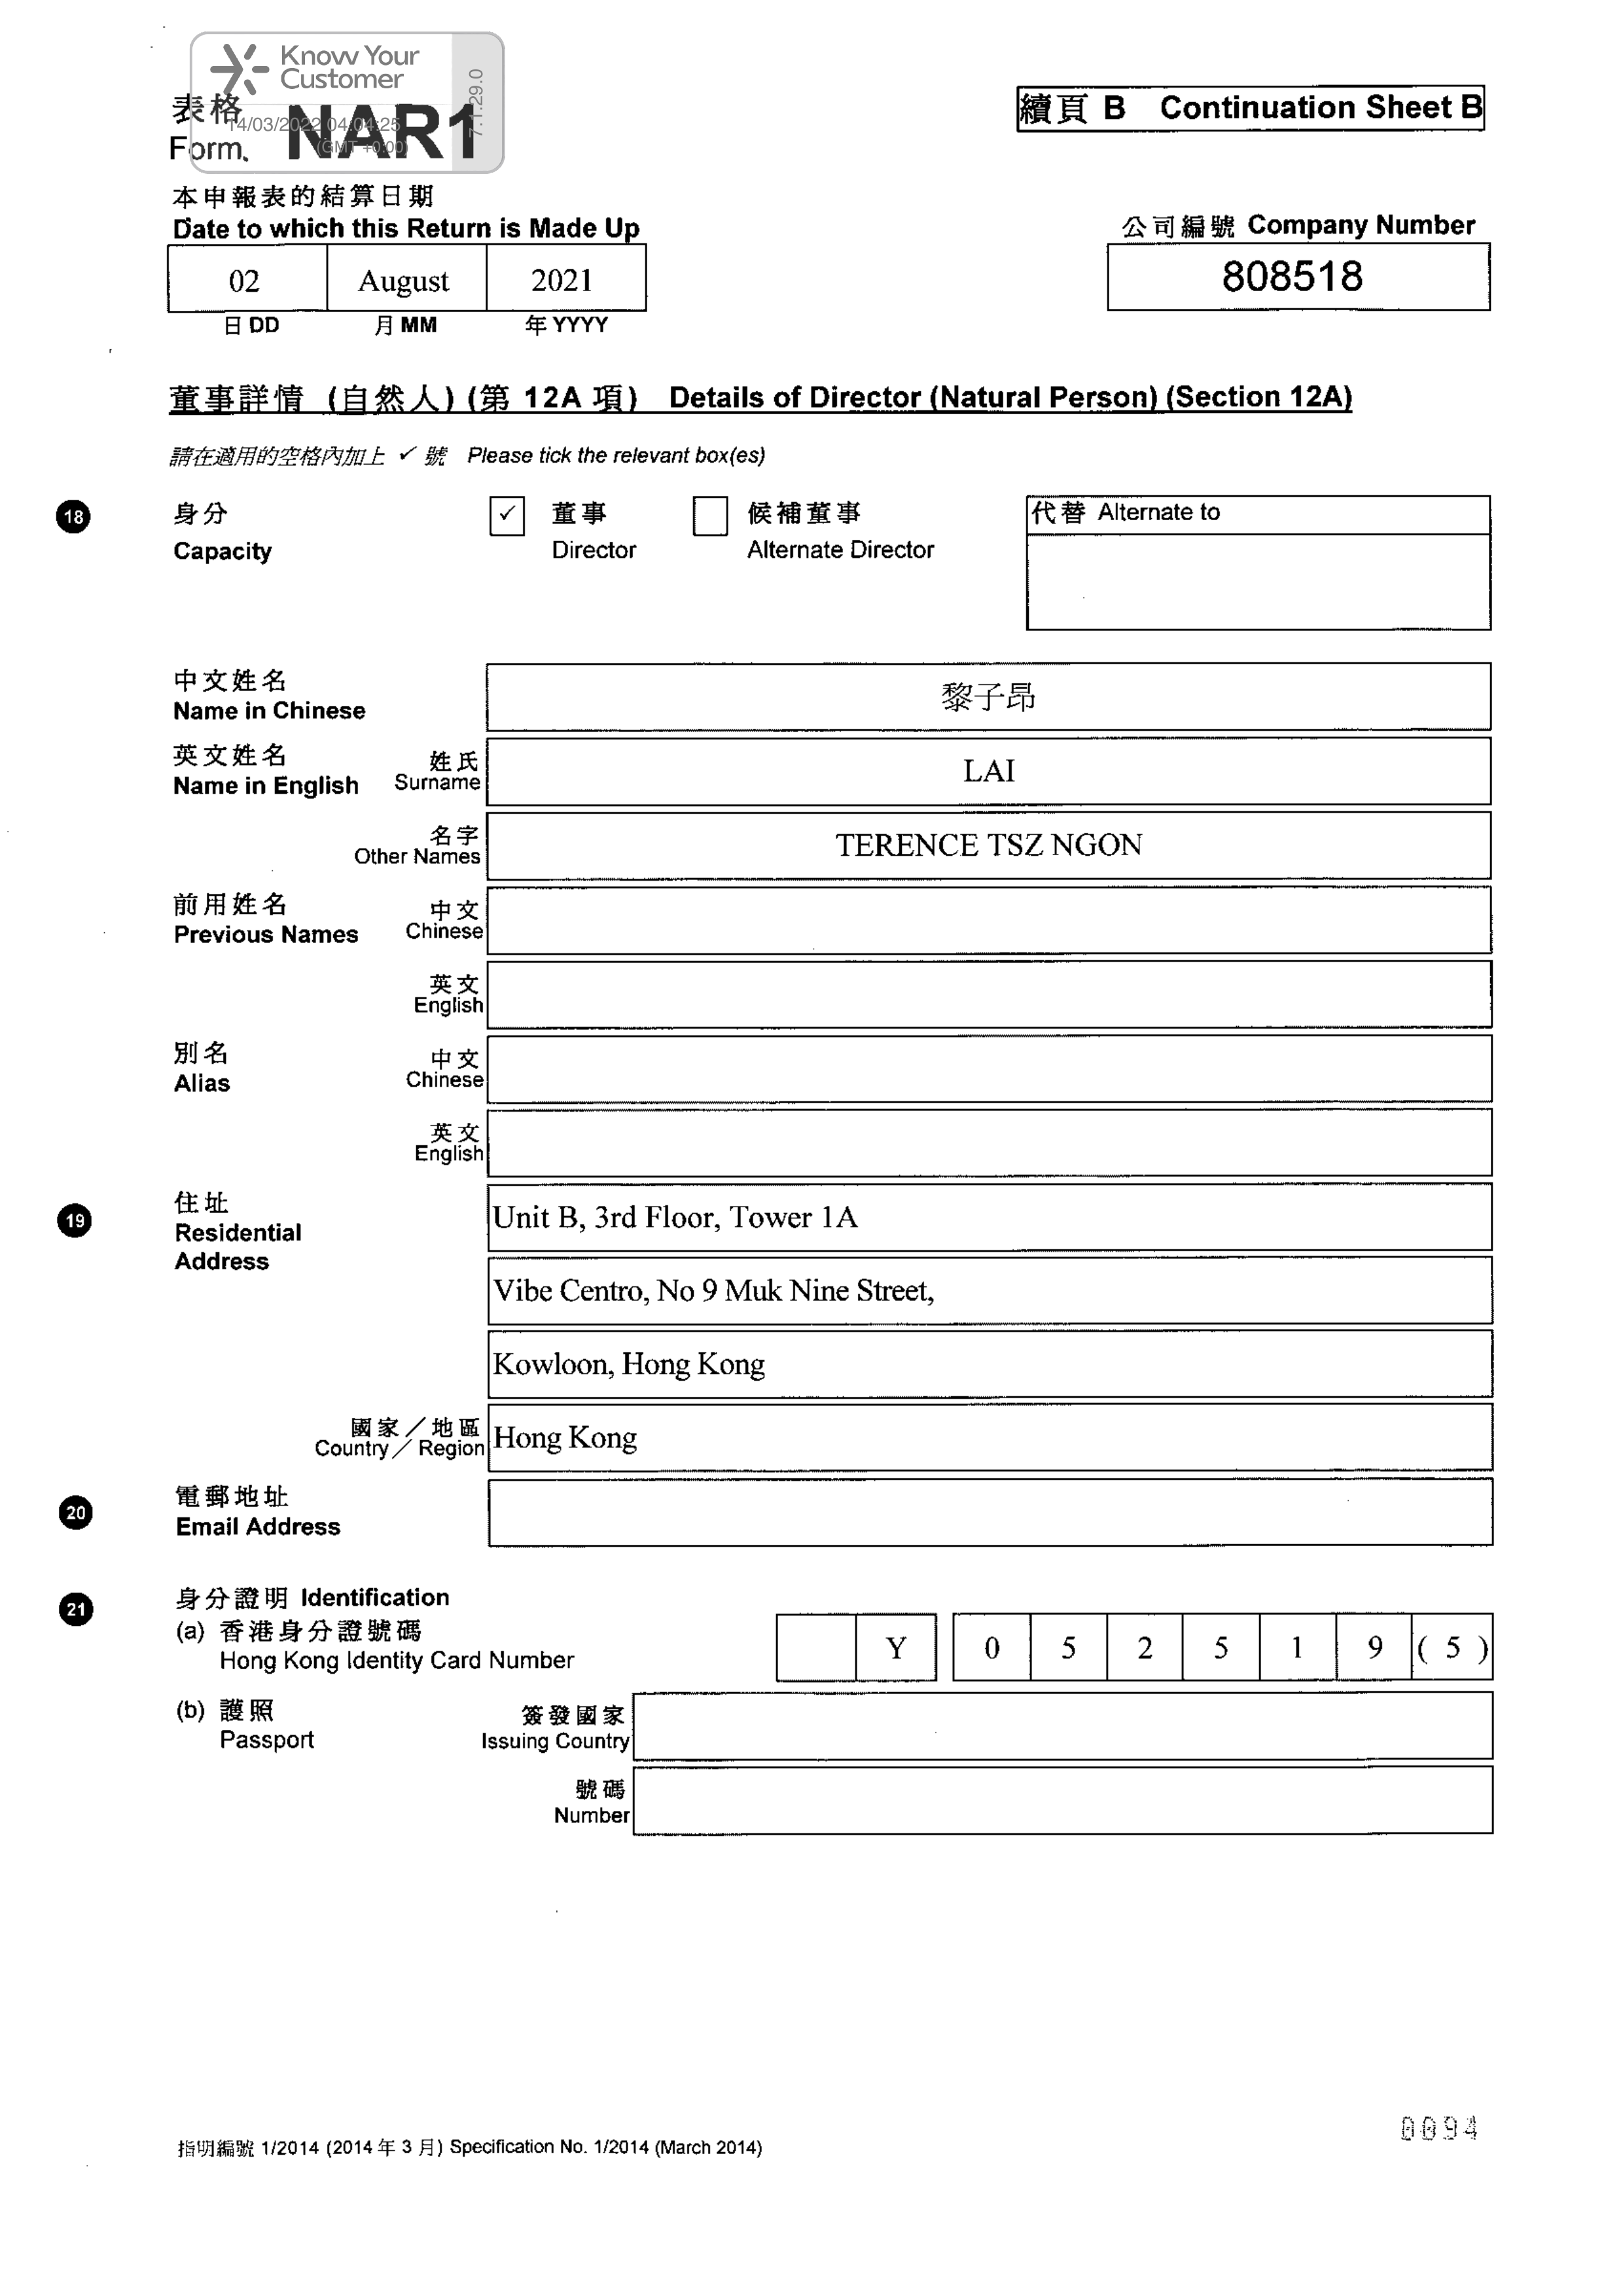 Know Your
Customer
7.1.29.0
14/03/2022 04:04:25
(GMT +0:00)
表格
Form. NAR1
續頁 B Continuation Sheet B
本申報表的結算日期
Date to which this Return is Made Up
公司編號 Company Number
02 August 2021
808518
日 DD 月 MM 年 YYYY
董事詳情 (自然人) (第 12A 項) Details of Director (Natural Person) (Section 12A)
請在適用的空格內加上 ✓ 號 Please tick the relevant box(es)
18 身分 ✓ 董事 候補董事 代替 Alternate to
Capacity Director Alternate Director
中文姓名
Name in Chinese
黎子昂
英文姓名 姓氏
Name in English Surname
LAI
名字
Other Names
TERENCE TSZ NGON
前用姓名 中文
Previous Names Chinese
英文
English
別名 中文
Alias Chinese
英文
English
19 住址
Residential
Address
Unit B, 3rd Floor, Tower 1A
Vibe Centro, No 9 Muk Nine Street,
Kowloon, Hong Kong
國家／地區
Country／Region
Hong Kong
20 電郵地址
Email Address
21 身分證明 Identification
(a) 香港身分證號碼
Hong Kong Identity Card Number
Y 0 5 2 5 1 9 ( 5 )
(b) 護照 簽發國家
Passport Issuing Country
號碼
Number
0094
指明編號 1/2014 (2014 年 3 月) Specification No. 1/2014 (March 2014)